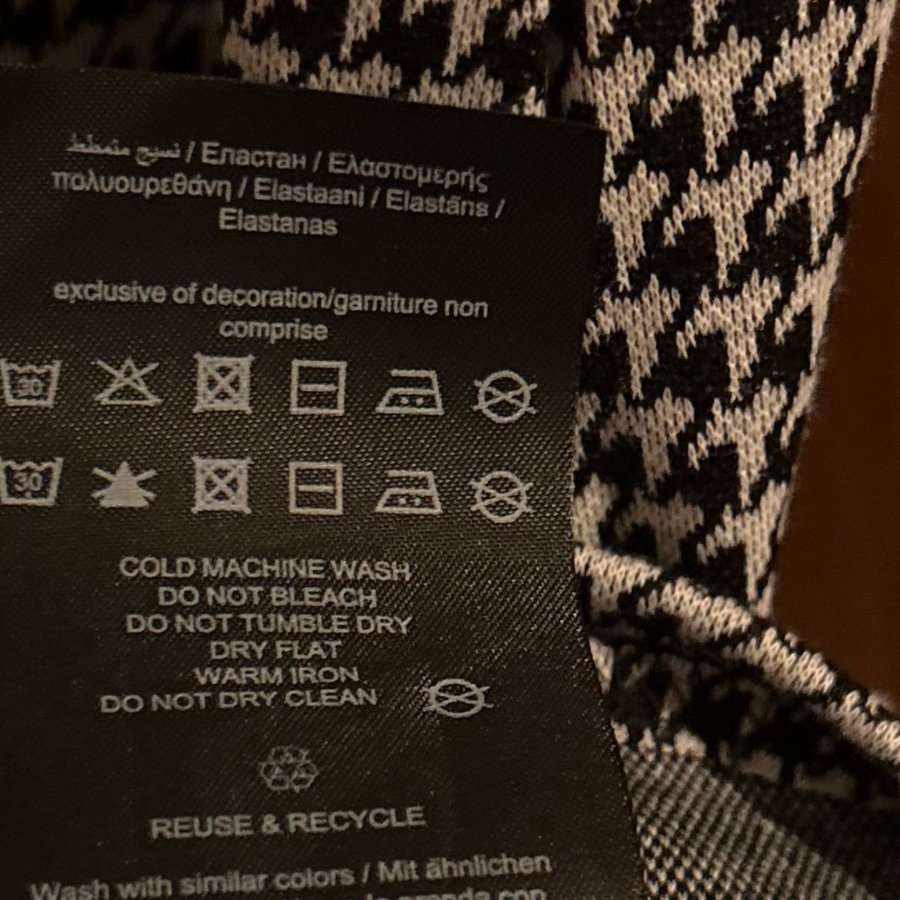 نسيج متمطط / Еластан / Ελαστομερής
πολυουρεθάνη / Elastaani / Elastāns /
Elastanas
exclusive of decoration/garniture non
comprise
30
30
COLD MACHINE WASH
DO NOT BLEACH
DO NOT TUMBLE DRY
DRY FLAT
WARM IRON
DO NOT DRY CLEAN
REUSE & RECYCLE
Wash with similar colors / Mit ähnlichen